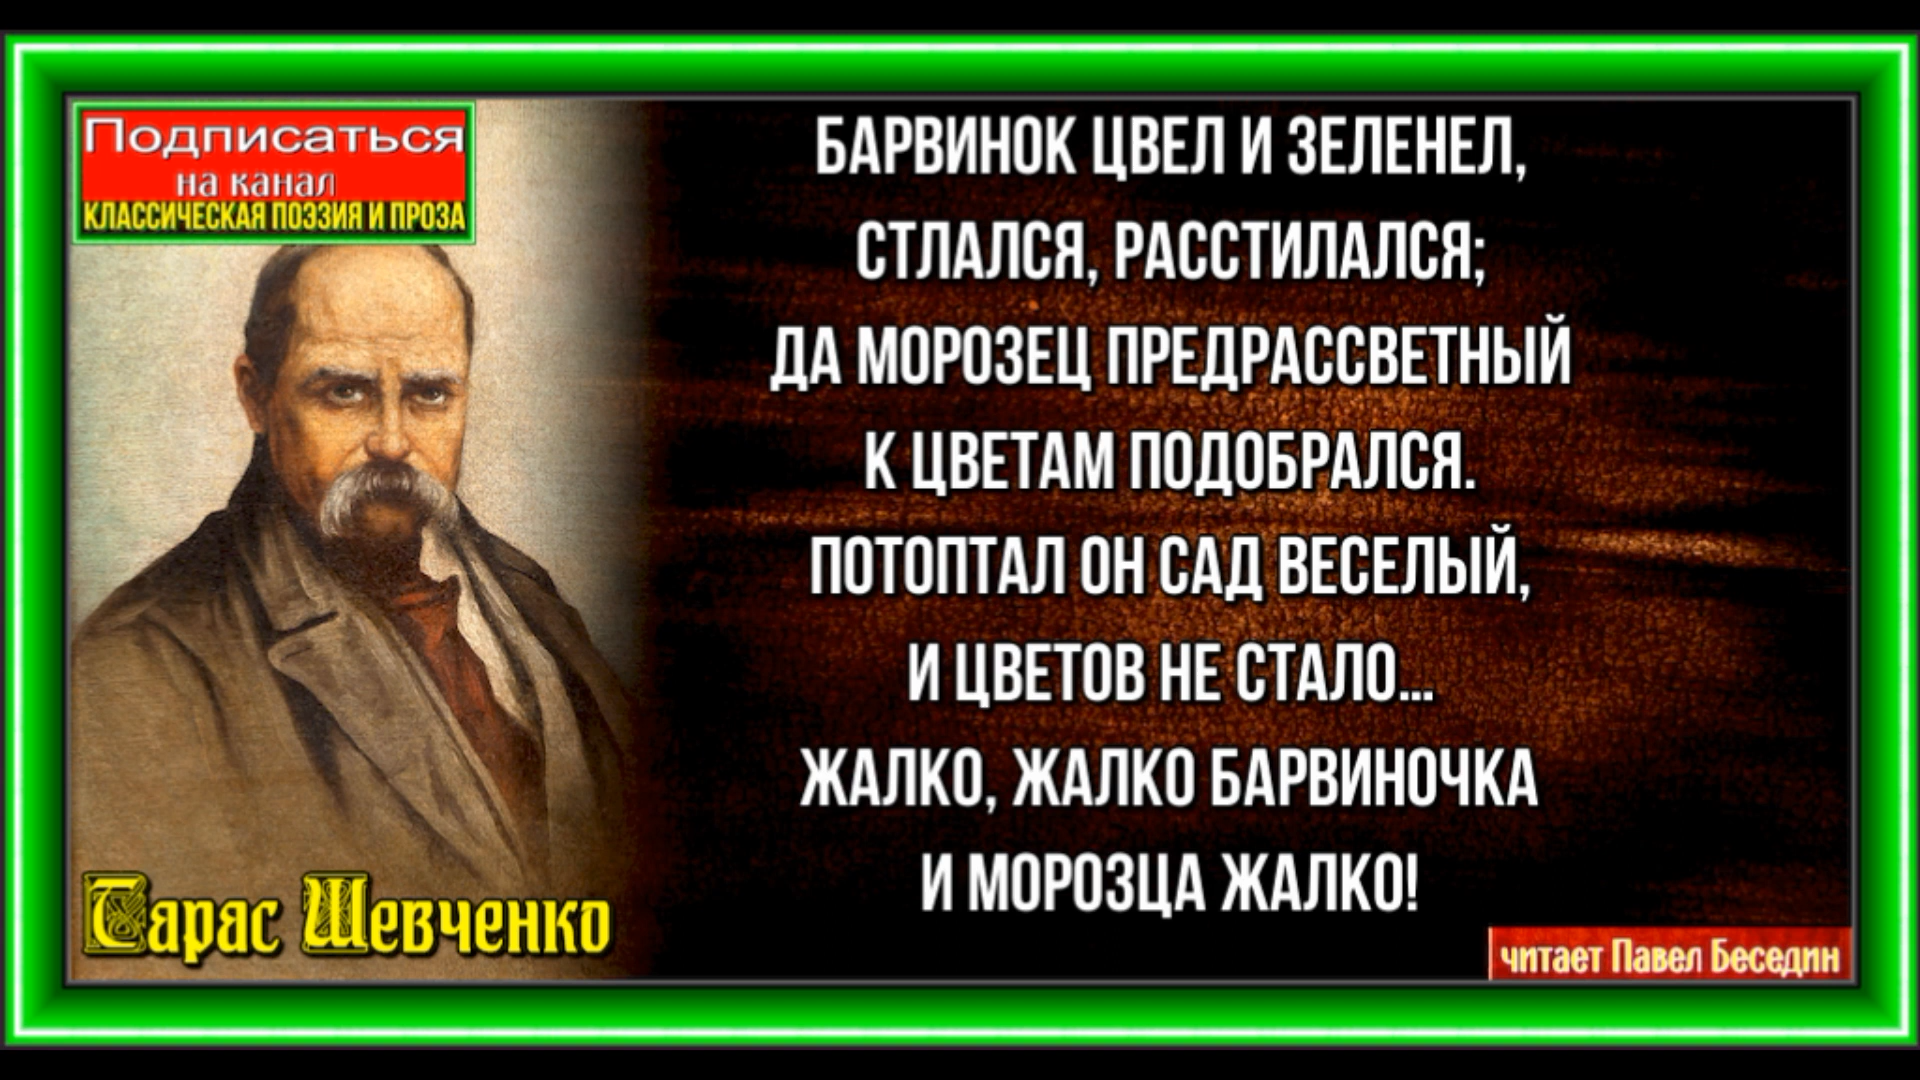 Подписаться
на канал
КЛАССИЧЕСКАЯ ПОЭЗИЯ И ПРОЗА
БАРВИНОК ЦВЕЛ И ЗЕЛЕНЕЛ,
СТЛАЛСЯ, РАССТИЛАЛСЯ;
ДА МОРОЗЕЦ ПРЕДРАССВЕТНЫЙ
К ЦВЕТАМ ПОДОБРАЛСЯ.
ПОТОПТАЛ ОН САД ВЕСЕЛЫЙ,
И ЦВЕТОВ НЕ СТАЛО...
ЖАЛКО, ЖАЛКО БАРВИНОЧКА
И МОРОЗЦА ЖАЛКО!
Тарас Шевченко
читает Павел Беседин